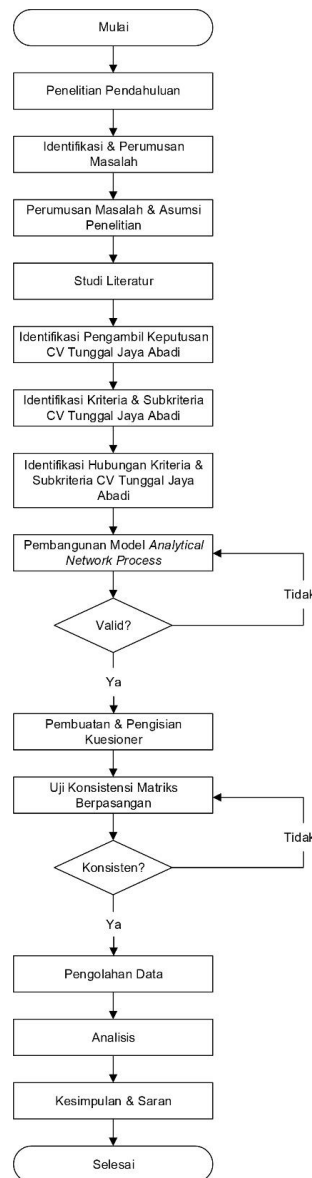 Mulai
Penelitian Pendahuluan
Identifikasi & Perumusan
Masalah
Perumusan Masalah & Asumsi
Penelitian
Studi Literatur
Identifikasi Pengambil Keputusan
CV Tunggal Jaya Abadi
Identifikasi Kriteria & Subkriteria
CV Tunggal Jaya Abadi
Identifikasi Hubungan Kriteria &
Subkriteria CV Tunggal Jaya
Abadi
Pembangunan Model Analytical
Network Process
Tidak
Valid?
Ya
Pembuatan & Pengisian
Kuesioner
Uji Konsistensi Matriks
Berpasangan
Tidak
Konsisten?
Ya
Pengolahan Data
Analisis
Kesimpulan & Saran
Selesai